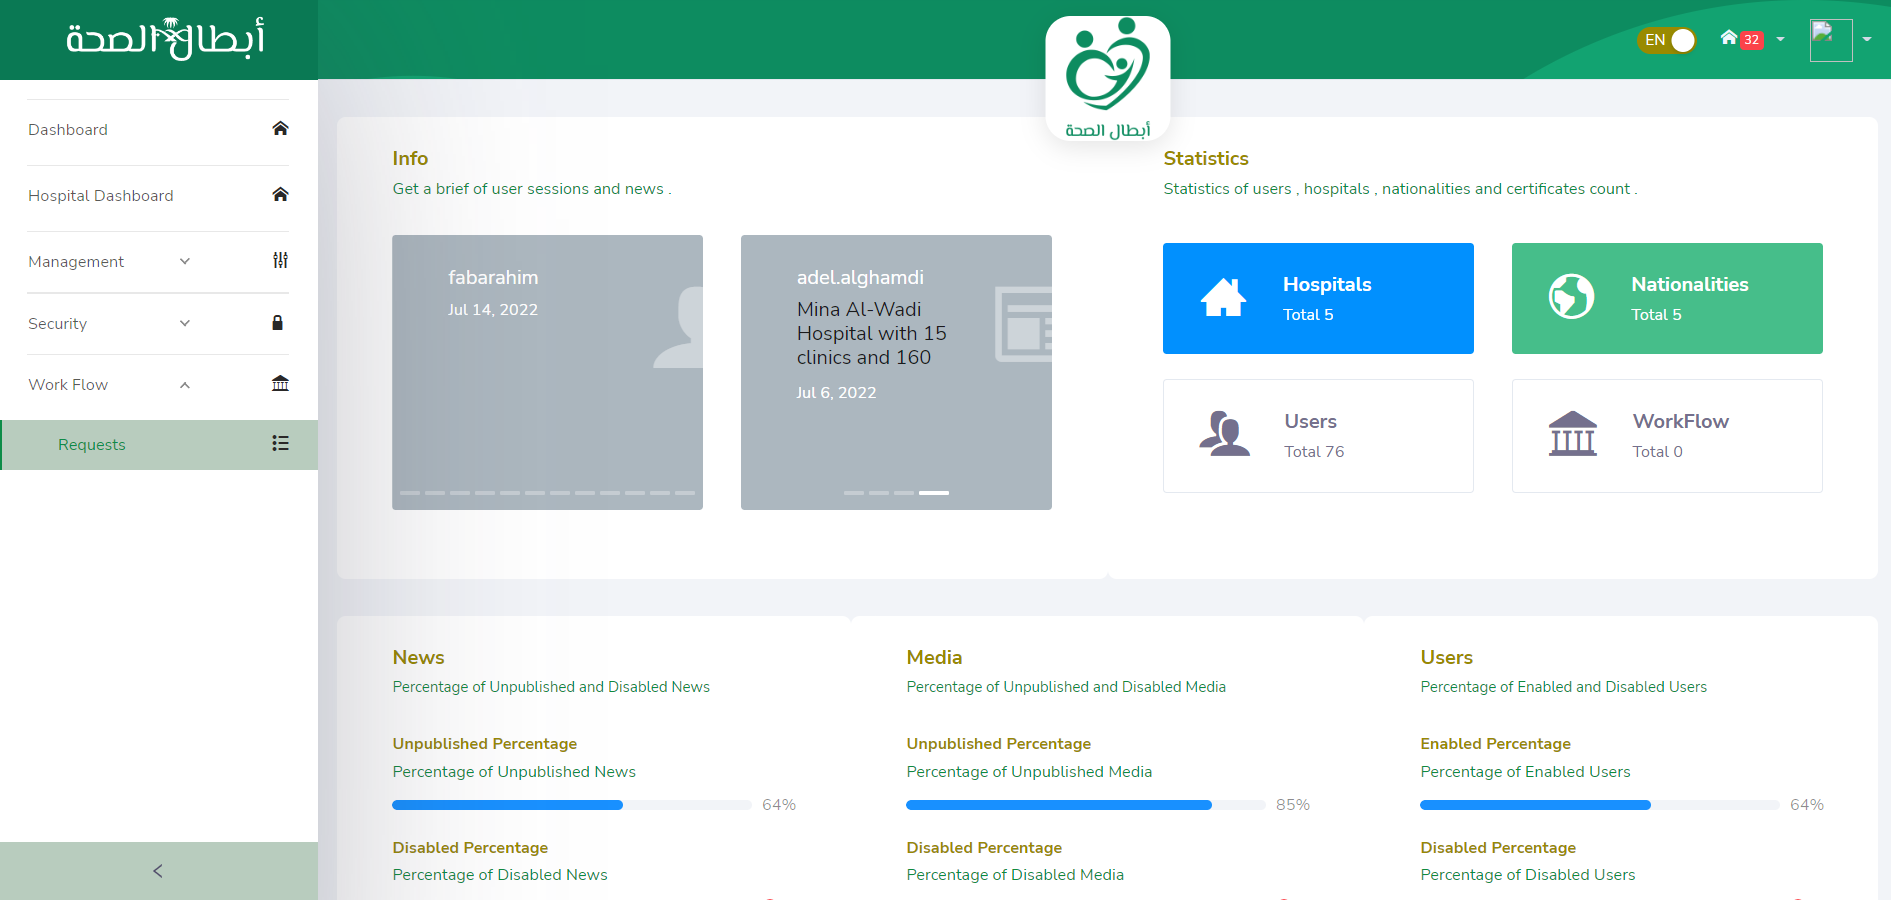 أبطال الصحة
أبطال الصحة
EN
32
Dashboard
Hospital Dashboard
Management
Security
Work Flow
Requests
Info
Get a brief of user sessions and news .
fabarahim
Jul 14, 2022
adel.alghamdi
Mina Al-Wadi
Hospital with 15
clinics and 160
Jul 6, 2022
Statistics
Statistics of users , hospitals , nationalities and certificates count .
Hospitals
Total 5
Nationalities
Total 5
Users
Total 76
WorkFlow
Total 0
News
Percentage of Unpublished and Disabled News
Unpublished Percentage
Percentage of Unpublished News
64%
Disabled Percentage
Percentage of Disabled News
Media
Percentage of Unpublished and Disabled Media
Unpublished Percentage
Percentage of Unpublished Media
85%
Disabled Percentage
Percentage of Disabled Media
Users
Percentage of Enabled and Disabled Users
Enabled Percentage
Percentage of Enabled Users
64%
Disabled Percentage
Percentage of Disabled Users